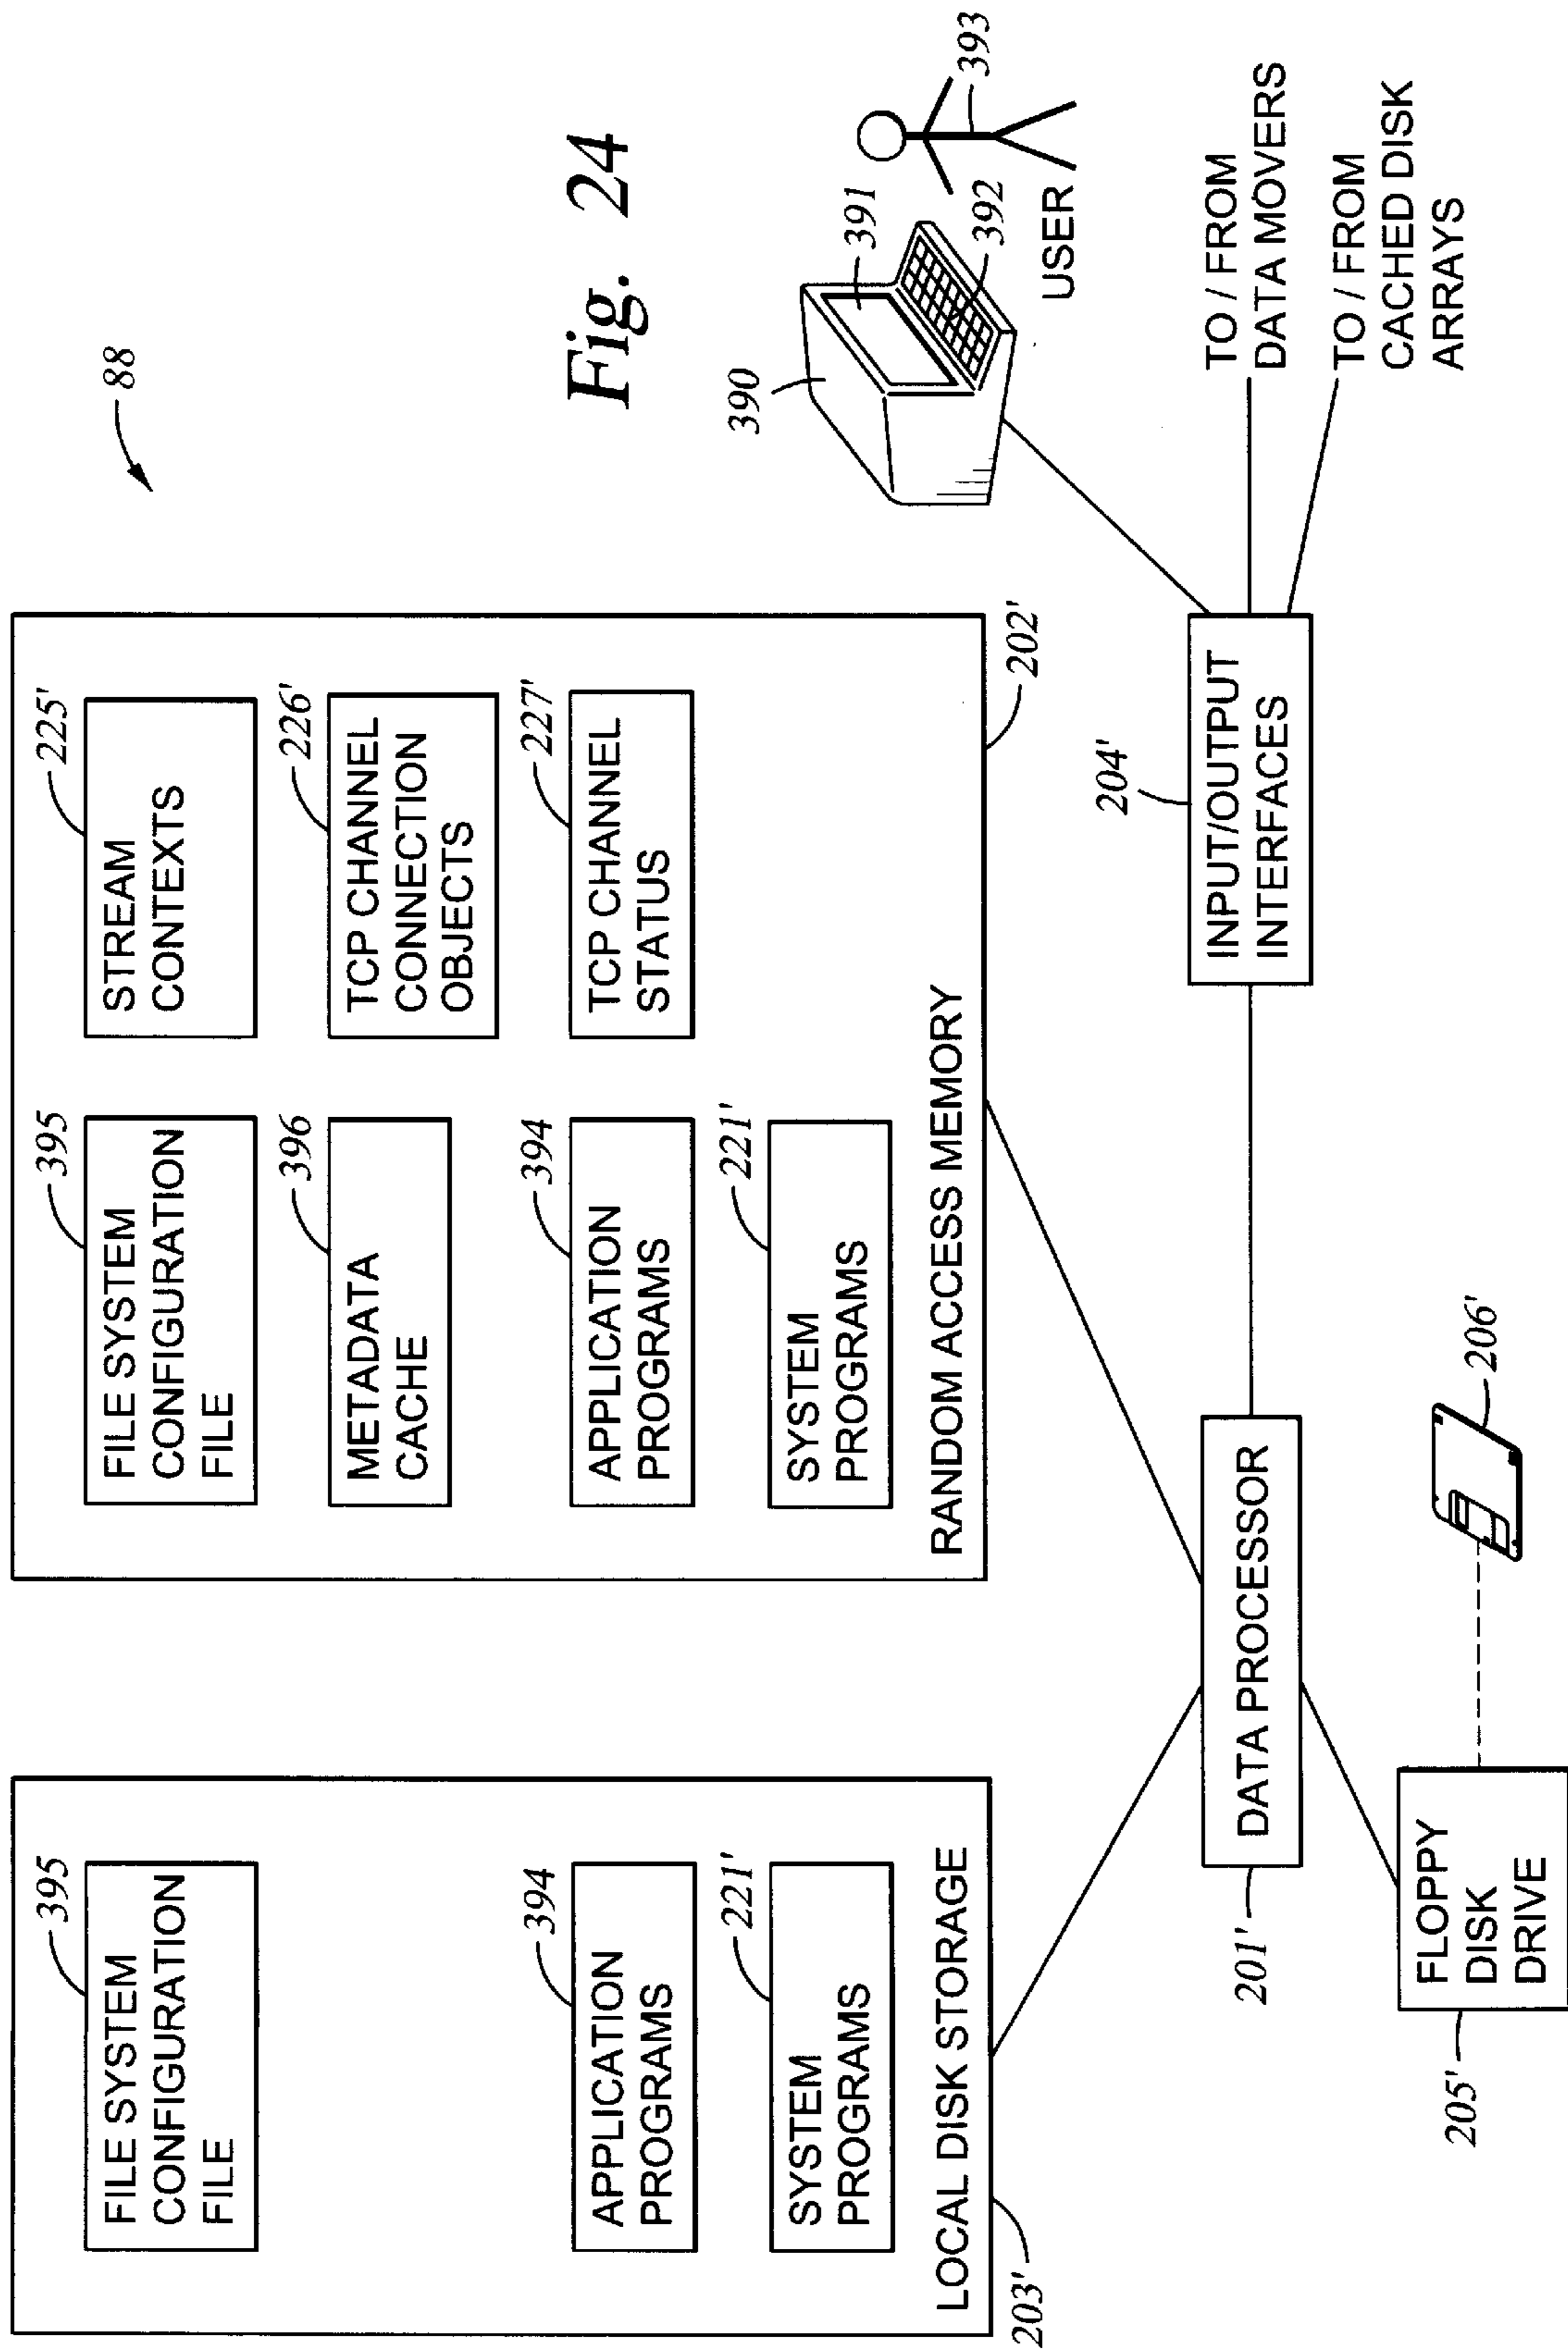 88
Fig. 24
395
FILE SYSTEM
CONFIGURATION
FILE
394
APPLICATION
PROGRAMS
221'
SYSTEM
PROGRAMS
LOCAL DISK STORAGE
203'
395
FILE SYSTEM
CONFIGURATION
FILE
396
METADATA
CACHE
394
APPLICATION
PROGRAMS
221'
SYSTEM
PROGRAMS
225'
STREAM
CONTEXTS
226'
TCP CHANNEL
CONNECTION
OBJECTS
227'
TCP CHANNEL
STATUS
RANDOM ACCESS MEMORY
202'
390
391
392
393
USER
201'
DATA PROCESSOR
204'
INPUT/OUTPUT
INTERFACES
TO / FROM
DATA MOVERS
TO / FROM
CACHED DISK
ARRAYS
205'
FLOPPY
DISK
DRIVE
206'